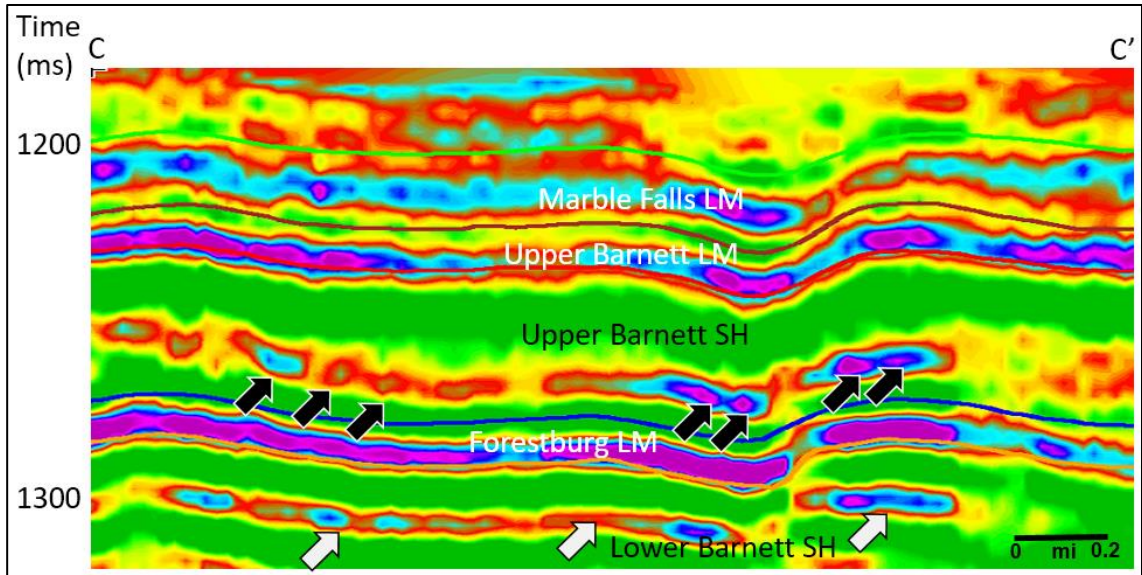 Time
(ms)
C
C’
1200
Marble Falls LM
Upper Barnett LM
Upper Barnett SH
Forestburg LM
1300
Lower Barnett SH
0 mi 0.2